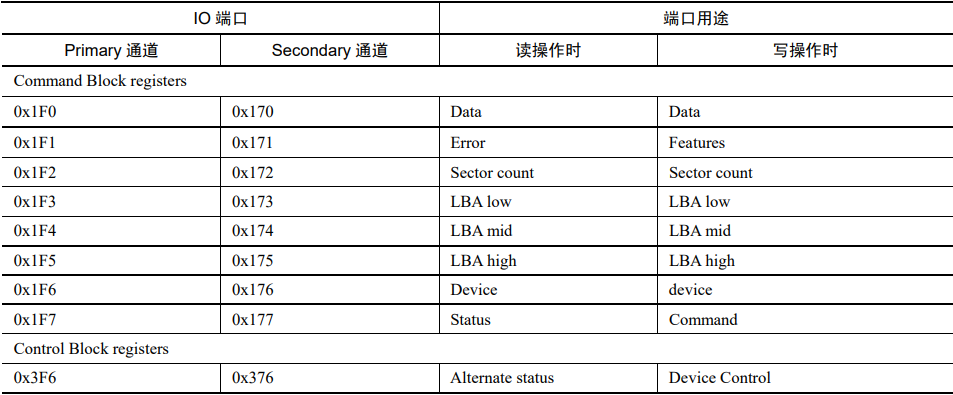 IO 端口 端口用途
Primary 通道 Secondary 通道 读操作时 写操作时
Command Block registers
0x1F0 0x170 Data Data
0x1F1 0x171 Error Features
0x1F2 0x172 Sector count Sector count
0x1F3 0x173 LBA low LBA low
0x1F4 0x174 LBA mid LBA mid
0x1F5 0x175 LBA high LBA high
0x1F6 0x176 Device device
0x1F7 0x177 Status Command
Control Block registers
0x3F6 0x376 Alternate status Device Control